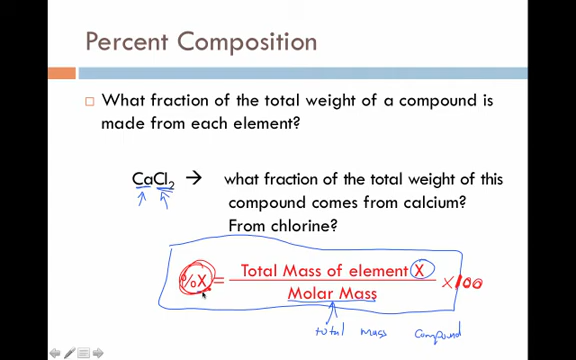 Percent Composition
What fraction of the total weight of a compound is
made from each element?
CaCl₂ → what fraction of the total weight of this
compound comes from calcium?
From chlorine?
%X = Total Mass of element X
Molar Mass
×100
total mass compound